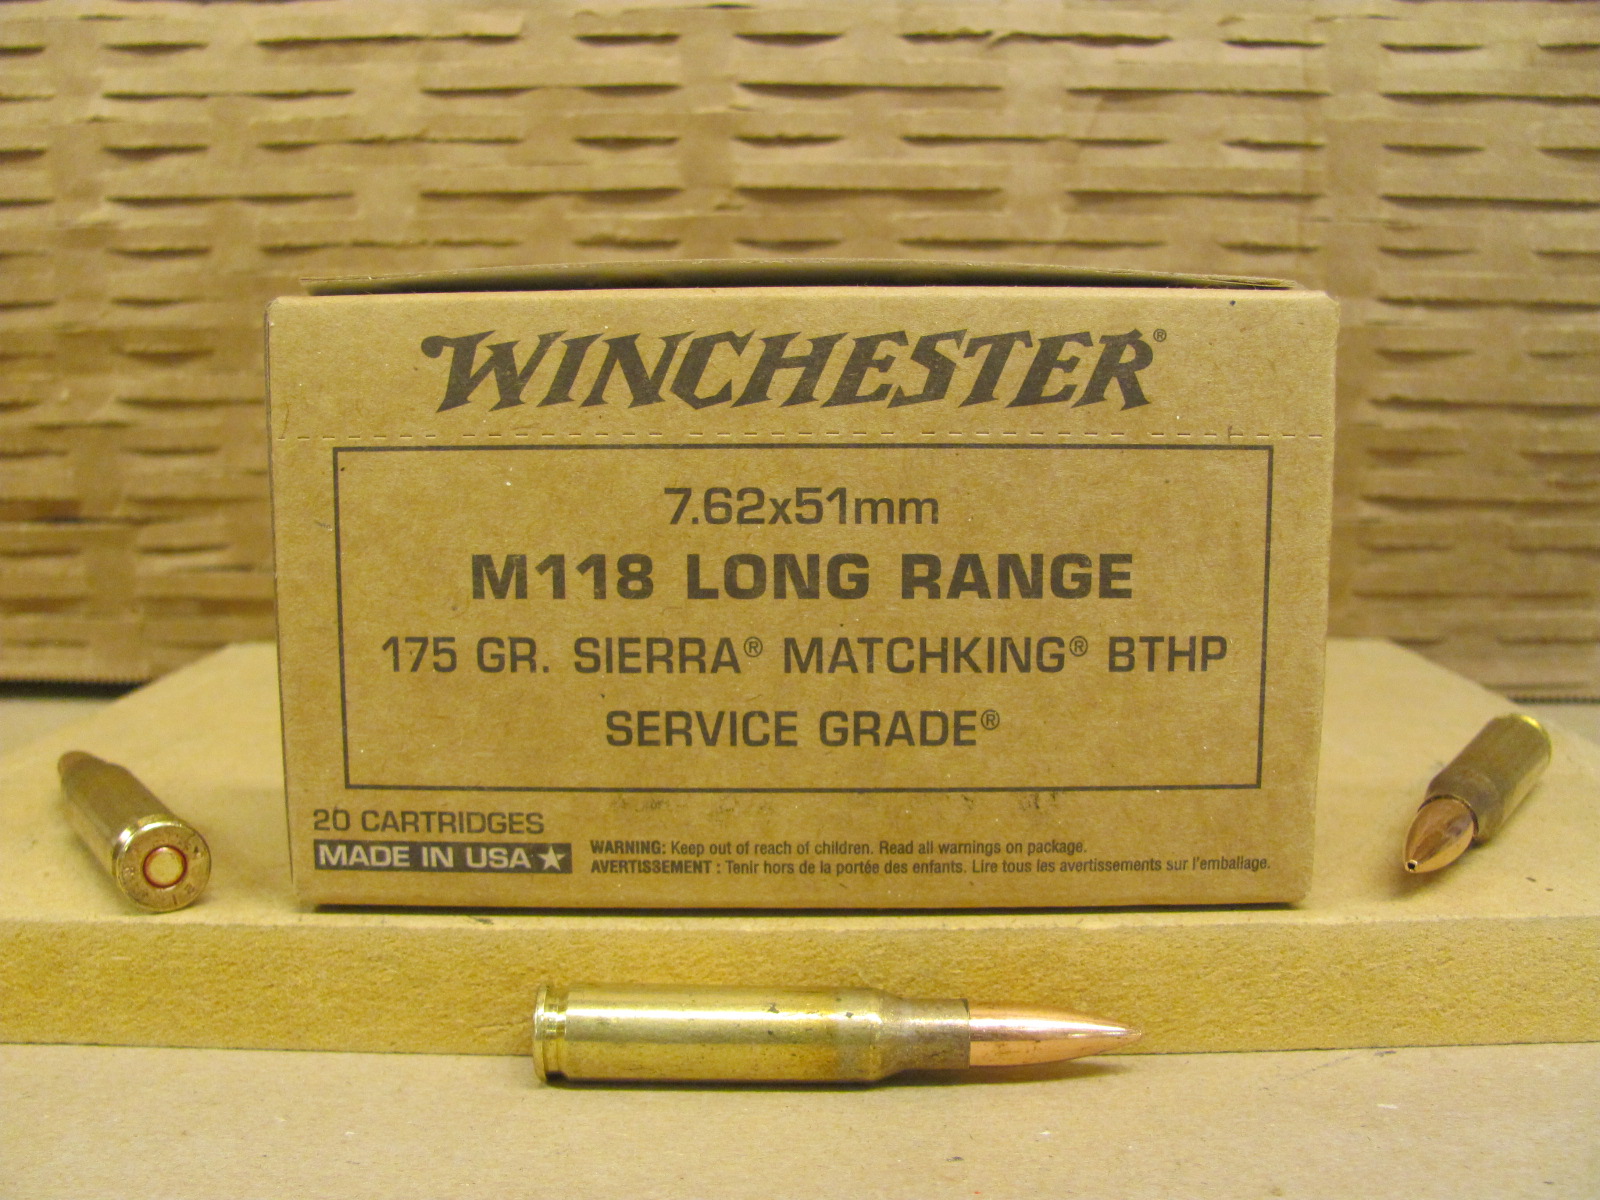 WINCHESTER®
7.62x51mm
M118 LONG RANGE
175 GR. SIERRA® MATCHKING® BTHP
SERVICE GRADE®
20 CARTRIDGES
MADE IN USA ★
WARNING: Keep out of reach of children. Read all warnings on package.
AVERTISSEMENT : Tenir hors de la portée des enfants. Lire tous les avertissements sur l'emballage.